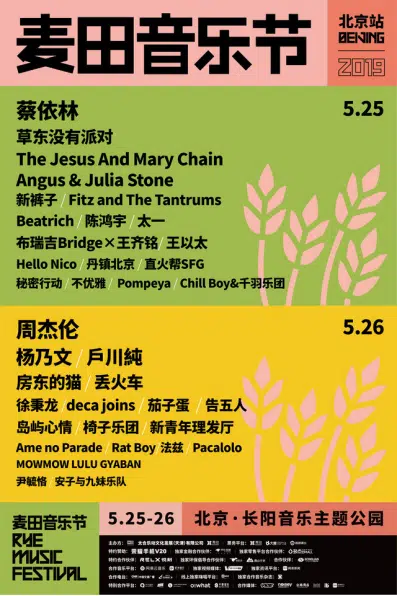 麦田音乐节
北京站
BEIJING
2019
蔡依林 5.25
草东没有派对
The Jesus And Mary Chain
Angus & Julia Stone
新裤子 / Fitz and The Tantrums
Beatrich / 陈鸿宇 / 太一
布瑞吉Bridge×王齐铭 / 王以太
Hello Nico / 丹镇北京 / 直火帮SFG
秘密行动 / 不优雅 / Pompeya / Chill Boy&千羽乐团
周杰伦 5.26
杨乃文 / 戶川純
房东的猫 / 丢火车
徐秉龙 / deca joins / 茄子蛋 / 告五人
岛屿心情 / 椅子乐团 / 新青年理发厅
Ame no Parade / Rat Boy / 法兹 / Pacalolo
MOWMOW LULU GYABAN
尹毓恪 / 安子与九妹乐队
麦田音乐节
RYE
MUSIC
FESTIVAL
5.25-26
北京·长阳音乐主题公园